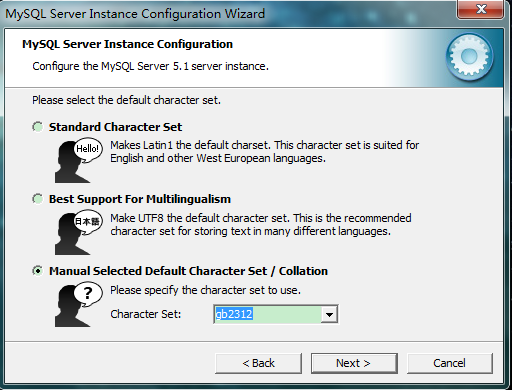 MySQL Server Instance Configuration Wizard
MySQL Server Instance Configuration
Configure the MySQL Server 5.1 server instance.
Please select the default character set.
Standard Character Set
Hello!
Makes Latin1 the default charset. This character set is suited for
English and other West European languages.
Best Support For Multilingualism
日本語
Make UTF8 the default character set. This is the recommended
character set for storing text in many different languages.
Manual Selected Default Character Set / Collation
?
Please specify the character set to use.
Character Set: gb2312
< Back Next > Cancel